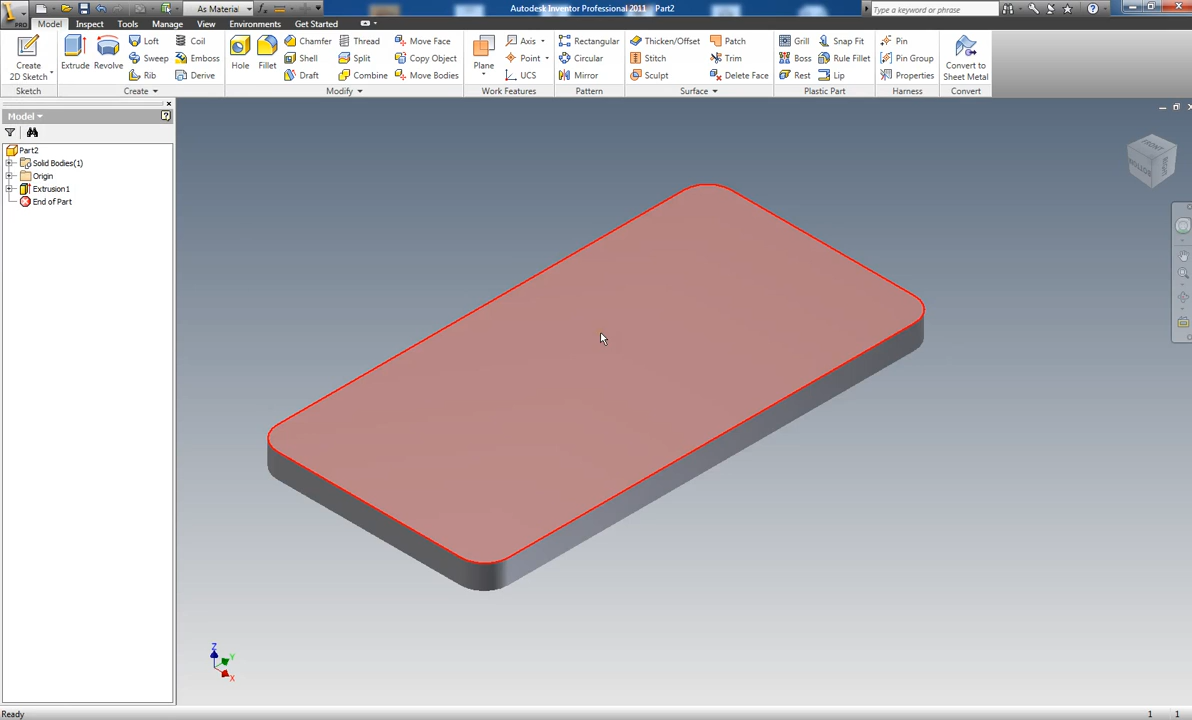 Autodesk Inventor Professional 2011 - Part2
As Material
Type a keyword or phrase
PRO
Model Inspect Tools Manage View Environments Get Started
Create 2D Sketch
Extrude Revolve Loft Sweep Rib Coil Emboss Derive
Hole Fillet Chamfer Shell Draft Thread Split Combine Move Face Copy Object Move Bodies
Plane Axis Point UCS
Rectangular Circular Mirror
Thicken/Offset Stitch Sculpt Patch Trim Delete Face
Grill Boss Rest Snap Fit Rule Fillet Lip
Pin Pin Group Properties
Convert to Sheet Metal
Sketch Create Modify Work Features Pattern Surface Plastic Part Harness Convert
Model
Part2
Solid Bodies(1)
Origin
Extrusion1
End of Part
FRONT
Z
Y
X
Ready 1 1